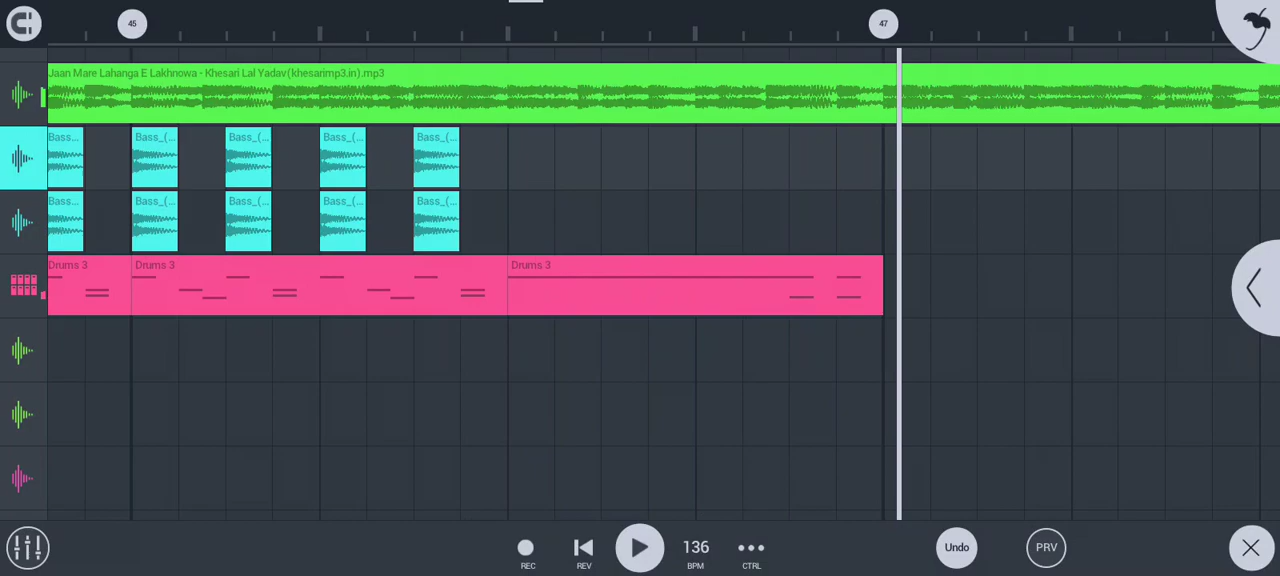 45
47
Jaan Mare Lahanga E Lakhnowa - Khesari Lal Yadav(khesarimp3.in).mp3
Bass... Bass_(... Bass_(... Bass_(... Bass_(...
Bass... Bass_(... Bass_(... Bass_(... Bass_(...
Drums 3 Drums 3 Drums 3
136 Undo PRV
REC REV BPM CTRL